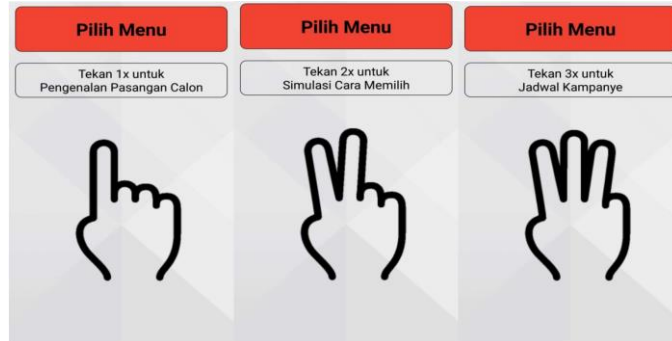 Pilih Menu
Tekan 1x untuk
Pengenalan Pasangan Calon
Pilih Menu
Tekan 2x untuk
Simulasi Cara Memilih
Pilih Menu
Tekan 3x untuk
Jadwal Kampanye